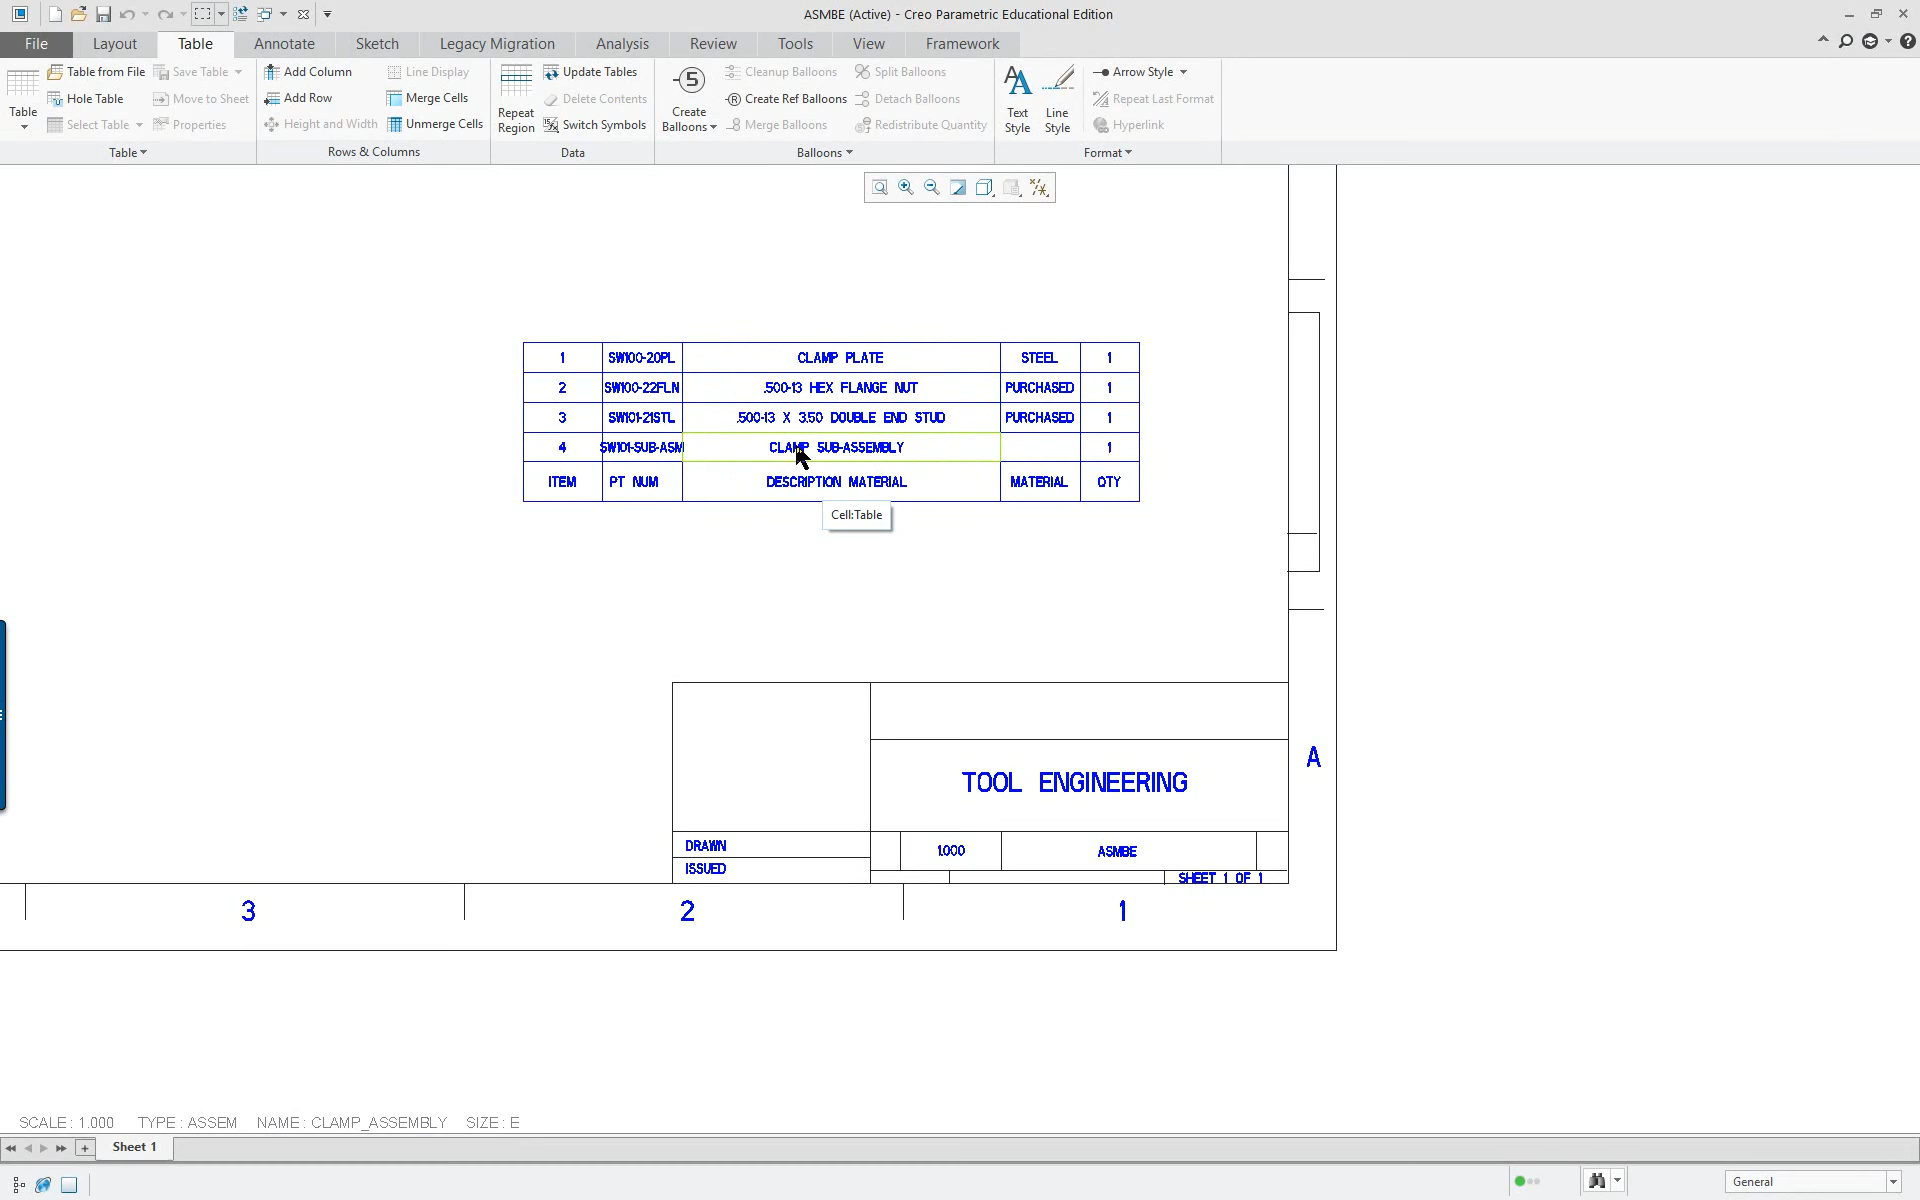 ASMBE (Active) - Creo Parametric Educational Edition
File Layout Table Annotate Sketch Legacy Migration Analysis Review Tools View Framework
Table
Table from File
Hole Table
Select Table
Save Table
Move to Sheet
Properties
Table
Add Column
Add Row
Height and Width
Line Display
Merge Cells
Unmerge Cells
Rows & Columns
Repeat
Region
Update Tables
Delete Contents
Switch Symbols
Data
5
Create
Balloons
Cleanup Balloons
Create Ref Balloons
Merge Balloons
Split Balloons
Detach Balloons
Redistribute Quantity
Balloons
Text
Style
Line
Style
Arrow Style
Repeat Last Format
Hyperlink
Format
1 SW100-20PL CLAMP PLATE STEEL 1
2 SW100-22FLN .500-13 HEX FLANGE NUT PURCHASED 1
3 SW101-21STL .500-13 X 3.50 DOUBLE END STUD PURCHASED 1
4 SW101-SUB-ASM CLAMP SUB-ASSEMBLY 1
ITEM PT NUM DESCRIPTION MATERIAL MATERIAL QTY
Cell:Table
TOOL ENGINEERING
A
DRAWN
ISSUED
1.000
ASMBE
SHEET 1 OF 1
3 2 1
SCALE : 1.000 TYPE : ASSEM NAME : CLAMP_ASSEMBLY SIZE : E
Sheet 1
General